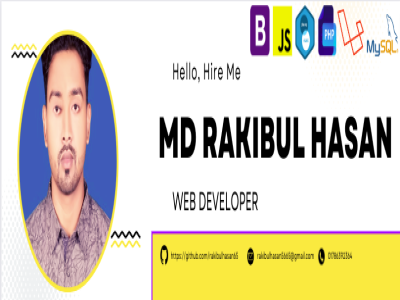 B
JS
PHP
MySQL
Hello, Hire Me
MD RAKIBUL HASAN
WEB DEVELOPER
https://github.com/rakibulhasan65
rakibulhasan5665@gmail.com
01786392364